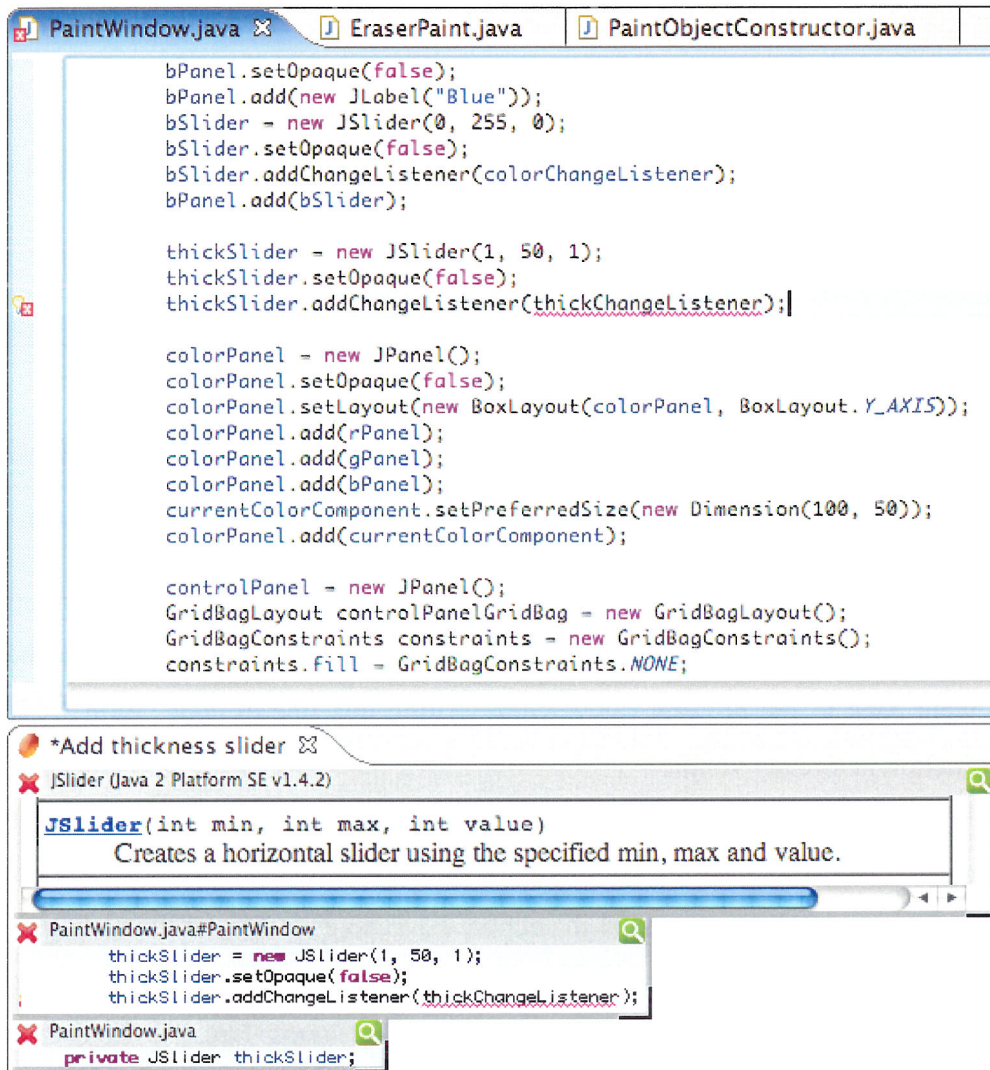 PaintWindow.java
EraserPaint.java
PaintObjectConstructor.java
bPanel.setOpaque(false);
bPanel.add(new JLabel("Blue"));
bSlider = new JSlider(0, 255, 0);
bSlider.setOpaque(false);
bSlider.addChangeListener(colorChangeListener);
bPanel.add(bSlider);
thickSlider = new JSlider(1, 50, 1);
thickSlider.setOpaque(false);
thickSlider.addChangeListener(thickChangeListener);
colorPanel = new JPanel();
colorPanel.setOpaque(false);
colorPanel.setLayout(new BoxLayout(colorPanel, BoxLayout.Y_AXIS));
colorPanel.add(rPanel);
colorPanel.add(gPanel);
colorPanel.add(bPanel);
currentColorComponent.setPreferredSize(new Dimension(100, 50));
colorPanel.add(currentColorComponent);
controlPanel = new JPanel();
GridBagLayout controlPanelGridBag = new GridBagLayout();
GridBagConstraints constraints = new GridBagConstraints();
constraints.fill = GridBagConstraints.NONE;
*Add thickness slider
JSlider (Java 2 Platform SE v1.4.2)
JSlider(int min, int max, int value)
Creates a horizontal slider using the specified min, max and value.
PaintWindow.java#PaintWindow
thickSlider = new JSlider(1, 50, 1);
thickSlider.setOpaque(false);
thickSlider.addChangeListener(thickChangeListener);
PaintWindow.java
private JSlider thickSlider;